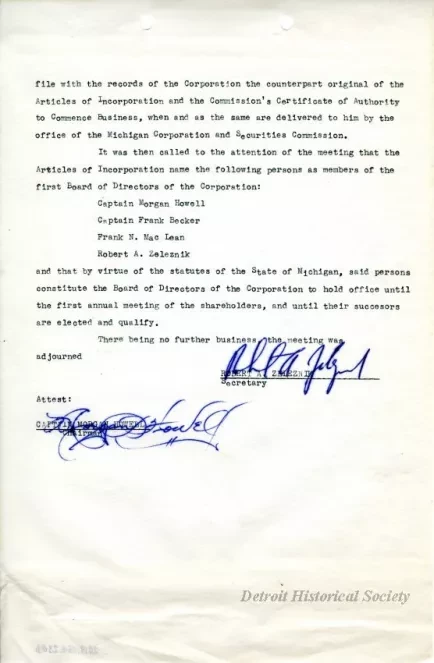 file with the records of the Corporation the counterpart original of the
Articles of Incorporation and the Commission's Certificate of Authority
to Commence Business, when and as the same are delivered to him by the
office of the Michigan Corporation and Securities Commission.
It was then called to the attention of the meeting that the
Articles of Incorporation name the following persons as members of the
first Board of Directors of the Corporation:
Captain Morgan Howell
Captain Frank Becker
Frank N. Mac Lean
Robert A. Zeleznik
and that by virtue of the statutes of the State of Michigan, said persons
constitute the Board of Directors of the Corporation to hold office until
the first annual meeting of the shareholders, and until their succesors
are elected and qualify.
There being no further business, the meeting was
adjourned
ROBERT A. ZELEZNIK
Secretary
Attest:
CAPTAIN MORGAN HOWELL
Chairman
Detroit Historical Society